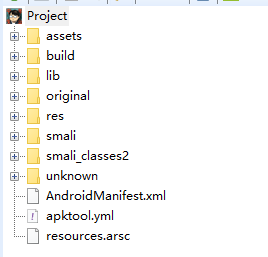 Project
assets
build
lib
original
res
smali
smali_classes2
unknown
AndroidManifest.xml
apktool.yml
resources.arsc